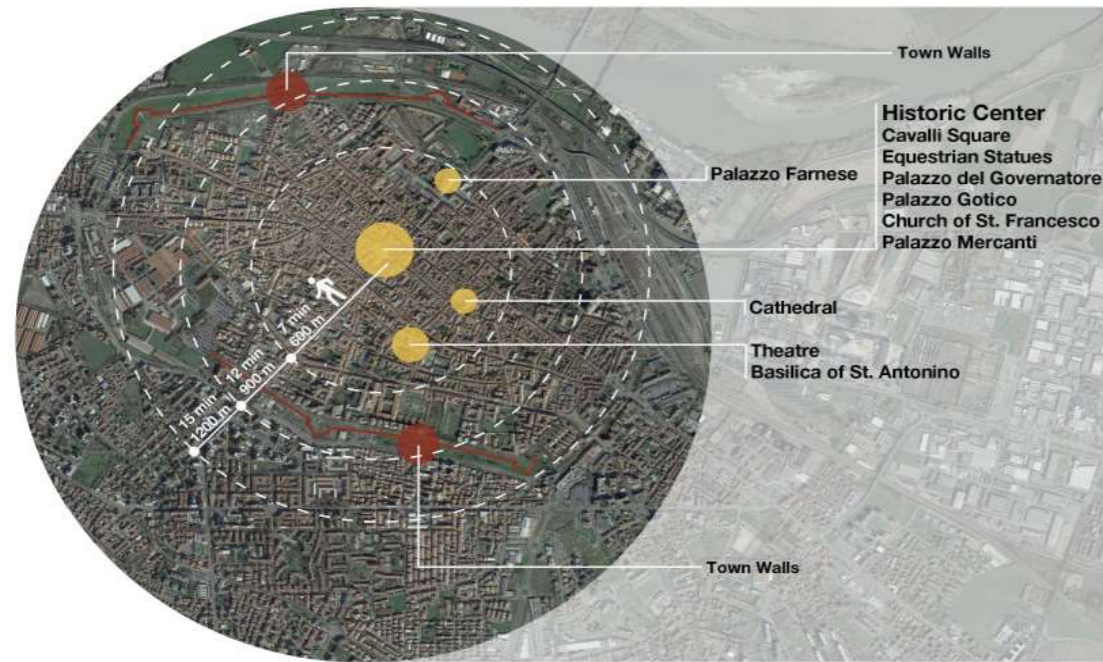 Town Walls
Historic Center
Cavalli Square
Equestrian Statues
Palazzo del Governatore
Palazzo Gotico
Church of St. Francesco
Palazzo Mercanti
Palazzo Farnese
Cathedral
Theatre
Basilica of St. Antonino
7 min
600 m
12 min
900 m
15 min
1200 m
Town Walls